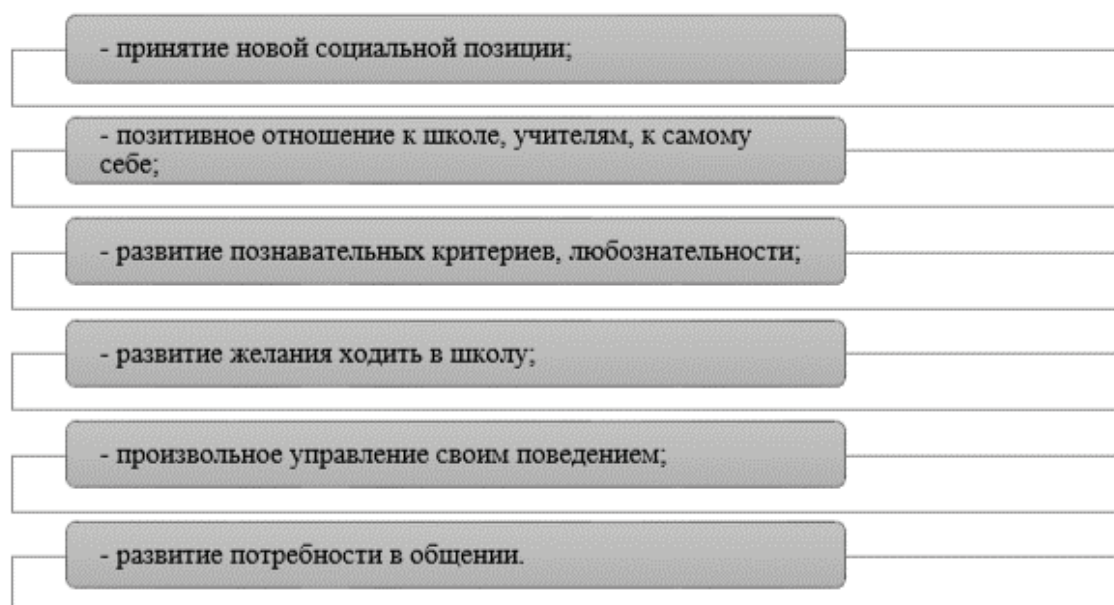 - принятие новой социальной позиции;
- позитивное отношение к школе, учителям, к самому
себе;
- развитие познавательных критериев, любознательности;
- развитие желания ходить в школу;
- произвольное управление своим поведением;
- развитие потребности в общении.